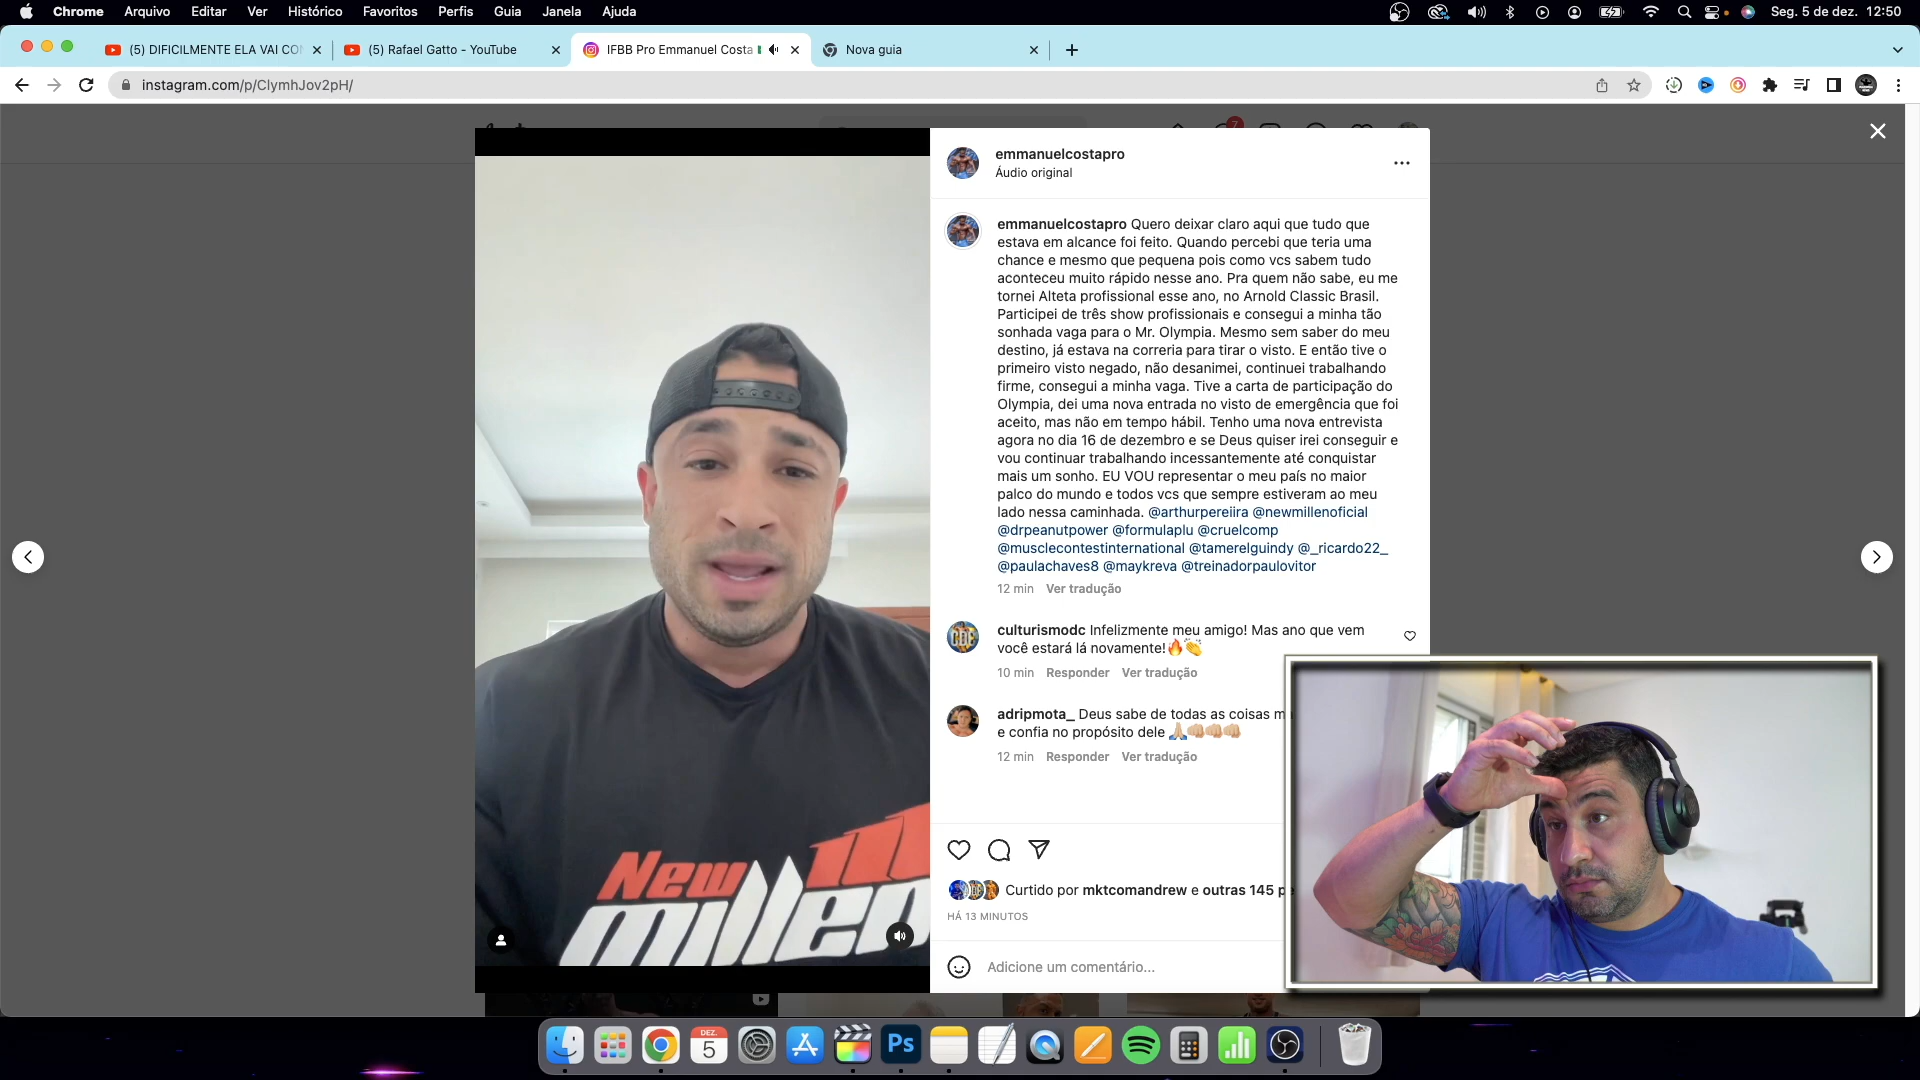 Chrome Arquivo Editar Ver Histórico Favoritos Perfis Guia Janela Ajuda Seg. 5 de dez. 12:50
(5) DIFICILMENTE ELA VAI CO (5) Rafael Gatto - YouTube IFBB Pro Emmanuel Costa Nova guia
instagram.com/p/ClymhJov2pH/
7
emmanuelcostapro
Áudio original
emmanuelcostapro Quero deixar claro aqui que tudo que
estava em alcance foi feito. Quando percebi que teria uma
chance e mesmo que pequena pois como vcs sabem tudo
aconteceu muito rápido nesse ano. Pra quem não sabe, eu me
tornei Alteta profissional esse ano, no Arnold Classic Brasil.
Participei de três show profissionais e consegui a minha tão
sonhada vaga para o Mr. Olympia. Mesmo sem saber do meu
destino, já estava na correria para tirar o visto. E então tive o
primeiro visto negado, não desanimei, continuei trabalhando
firme, consegui a minha vaga. Tive a carta de participação do
Olympia, dei uma nova entrada no visto de emergência que foi
aceito, mas não em tempo hábil. Tenho uma nova entrevista
agora no dia 16 de dezembro e se Deus quiser irei conseguir e
vou continuar trabalhando incessantemente até conquistar
mais um sonho. EU VOU representar o meu país no maior
palco do mundo e todos vcs que sempre estiveram ao meu
lado nessa caminhada. @arthurpereiira @newmillenoficial
@drpeanutpower @formulaplu @cruelcomp
@musclecontestinternational @tamerelguindy @_ricardo22_
@paulachaves8 @maykreva @treinadorpaulovitor
12 min Ver tradução
culturismodc Infelizmente meu amigo! Mas ano que vem
você estará lá novamente!🔥👏
10 min Responder Ver tradução
adripmota_ Deus sabe de todas as coisas m
e confia no propósito dele 🙏🏼👊🏼👊🏼👊🏼
12 min Responder Ver tradução
Curtido por mktcomandrew e outras 145 pe
HÁ 13 MINUTOS
Adicione um comentário...
New
millen
DEZ.
5
Ps